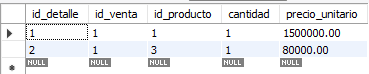 id_detalle id_venta id_producto cantidad precio_unitario
1 1 1 1 1500000.00
2 1 3 1 80000.00
NULL NULL NULL NULL NULL